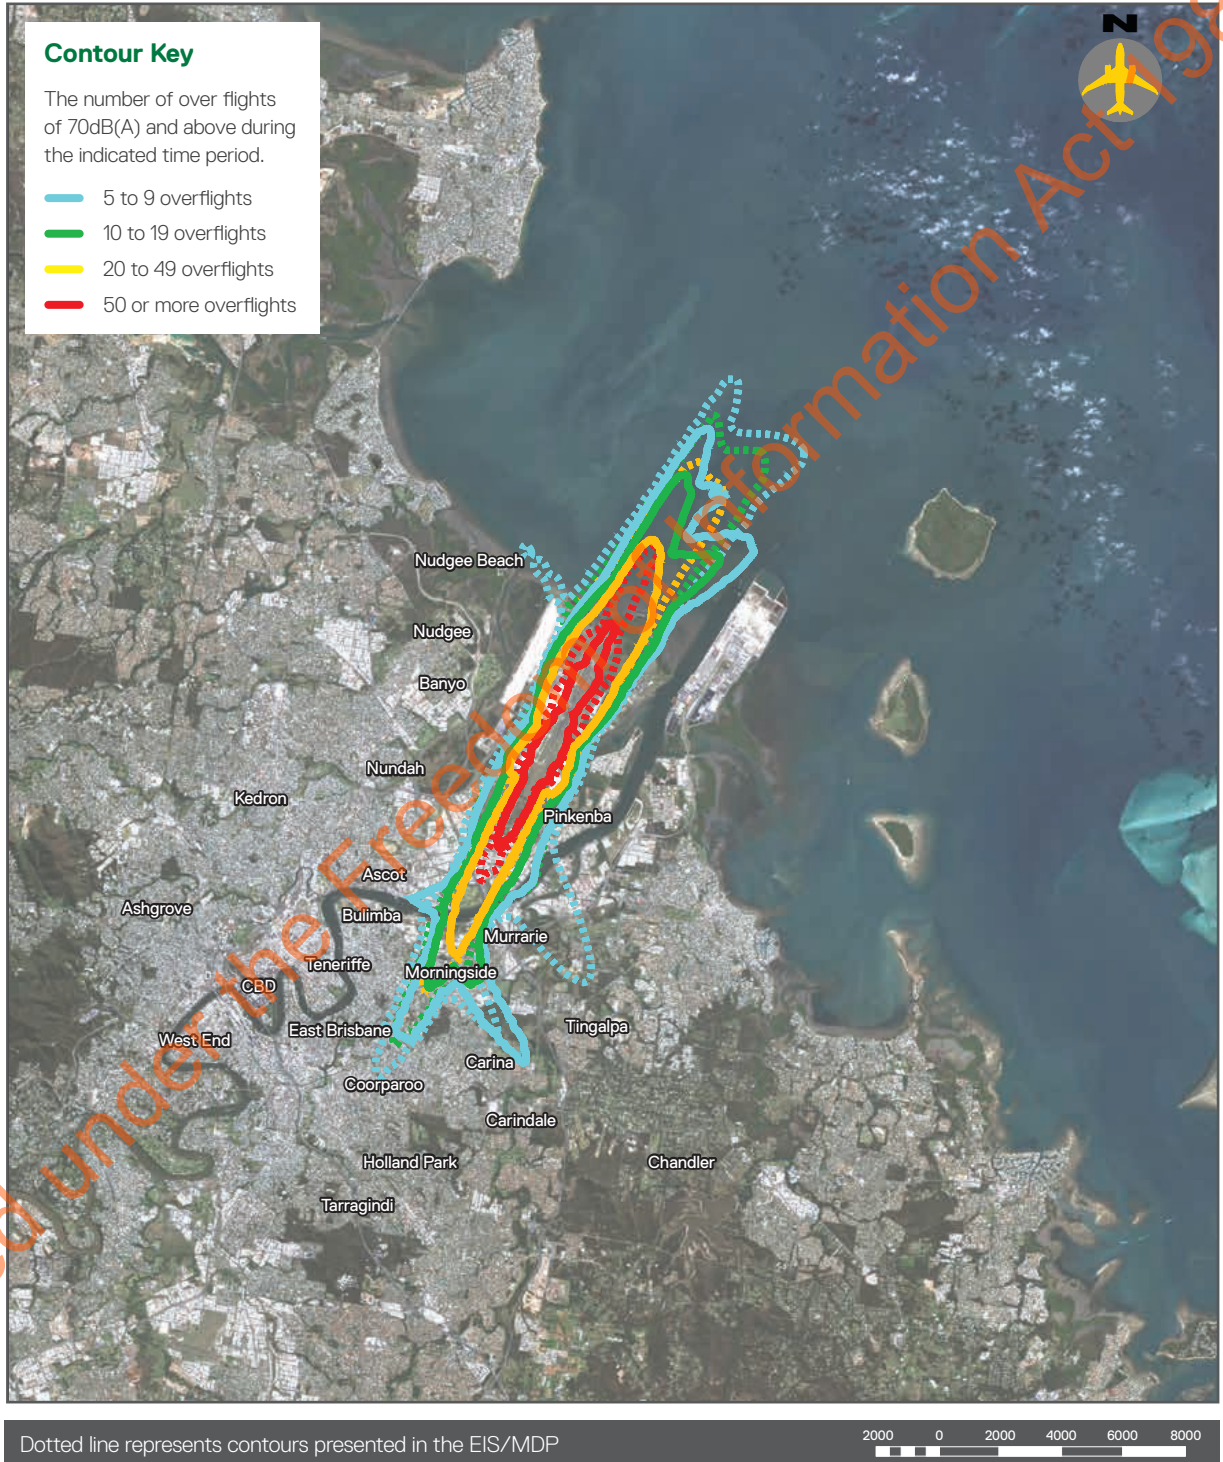 Contour Key
The number of over flights
of 70dB(A) and above during
the indicated time period.
5 to 9 overflights
10 to 19 overflights
20 to 49 overflights
50 or more overflights
N
Nudgee Beach
Nudgee
Banyo
Nundah
Kedron
Pinkenba
Ascot
Ashgrove
Bulimba
Murrarie
Teneriffe
Morningside
CBD
East Brisbane
West End
Tingalpa
Carina
Coorparoo
Carindale
Holland Park
Chandler
Tarragindi
under the Freedom of Information Act
Dotted line represents contours presented in the EIS/MDP
2000 0 2000 4000 6000 8000